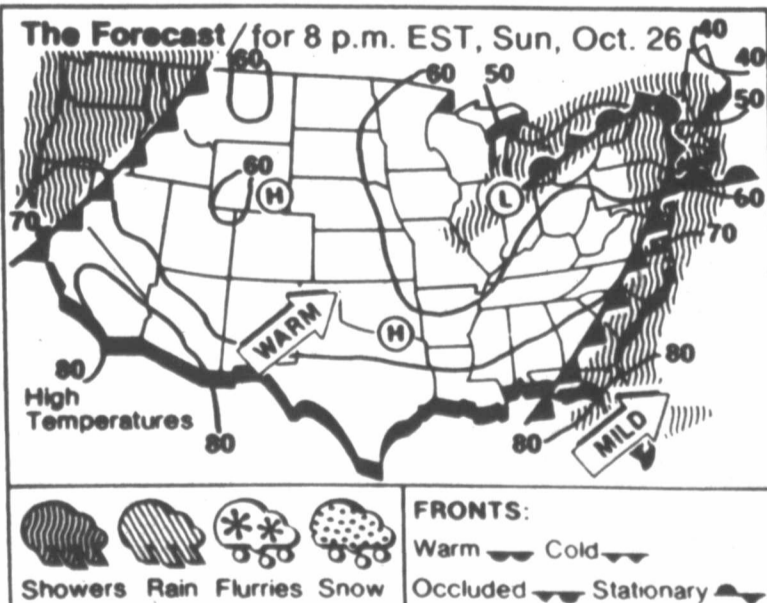 The Forecast / for 8 p.m. EST, Sun, Oct. 26
40
60
60
50
40
50
60
H
L
60
70
70
WARM
H
80
80
High
Temperatures
80
80
MILD
FRONTS:
Warm Cold
Showers Rain Flurries Snow
Occluded Stationary